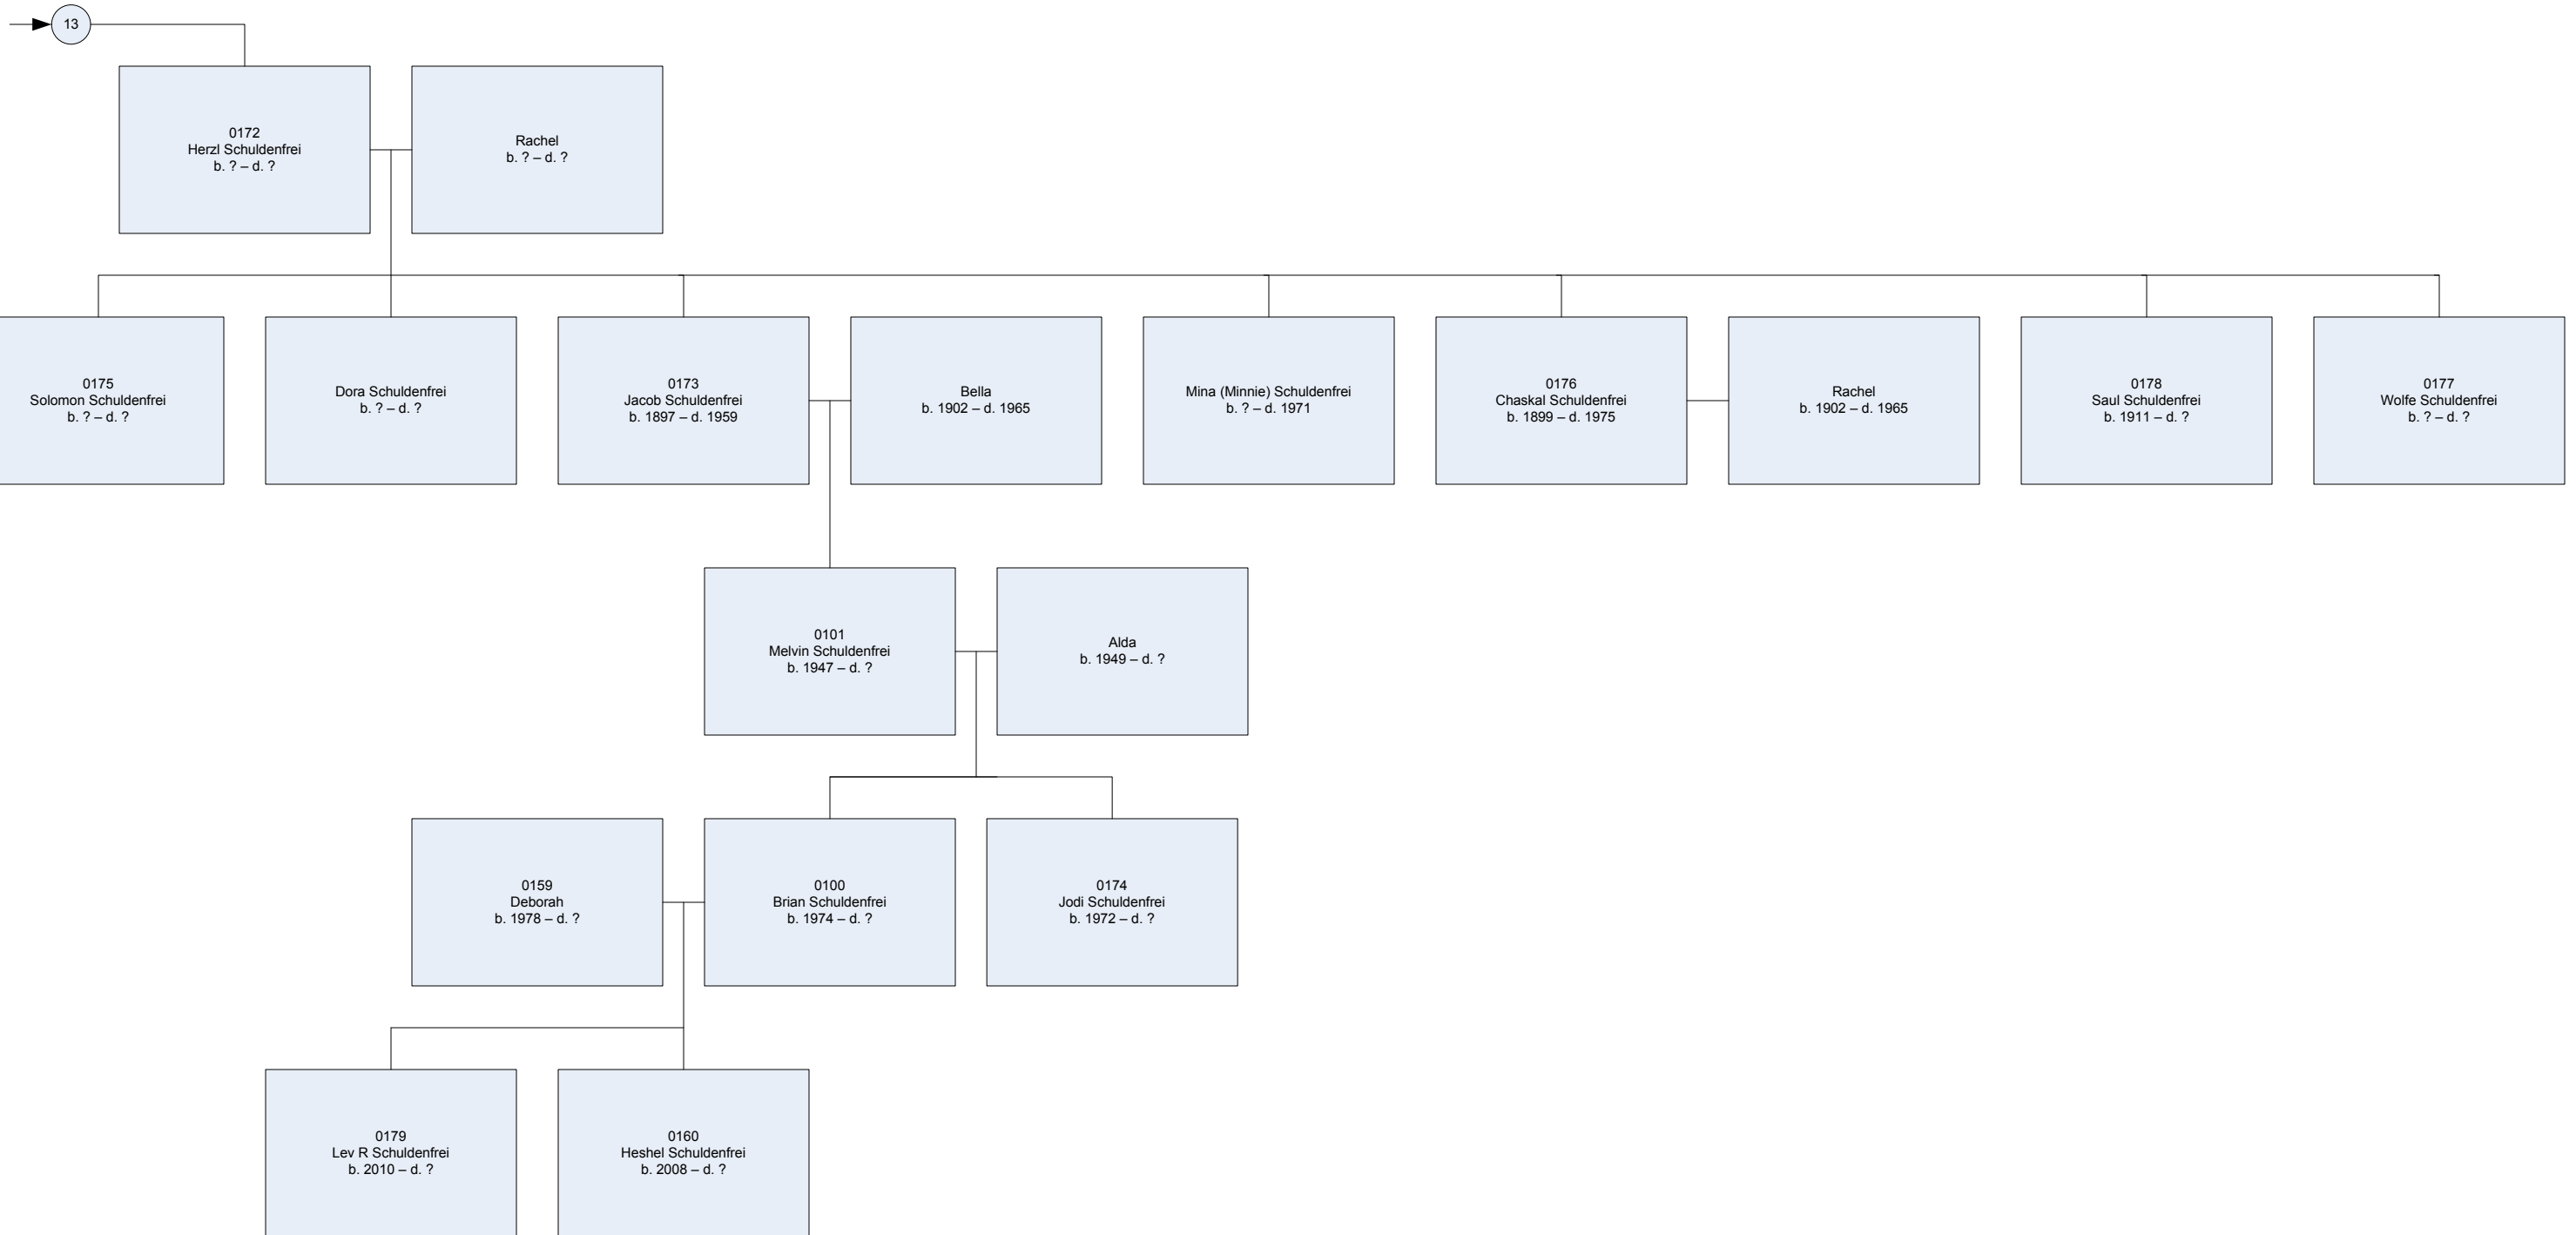 13
0172
Herzl Schuldenfrei
b. ? – d. ?
Rachel
b. ? – d. ?
0175
Solomon Schuldenfrei
b. ? – d. ?
Dora Schuldenfrei
b. ? – d. ?
0173
Jacob Schuldenfrei
b. 1897 – d. 1959
Bella
b. 1902 – d. 1965
Mina (Minnie) Schuldenfrei
b. ? – d. 1971
0176
Chaskal Schuldenfrei
b. 1899 – d. 1975
Rachel
b. 1902 – d. 1965
0178
Saul Schuldenfrei
b. 1911 – d. ?
0177
Wolfe Schuldenfrei
b. ? – d. ?
0101
Melvin Schuldenfrei
b. 1947 – d. ?
Alda
b. 1949 – d. ?
0159
Deborah
b. 1978 – d. ?
0100
Brian Schuldenfrei
b. 1974 – d. ?
0174
Jodi Schuldenfrei
b. 1972 – d. ?
0179
Lev R Schuldenfrei
b. 2010 – d. ?
0160
Heshel Schuldenfrei
b. 2008 – d. ?